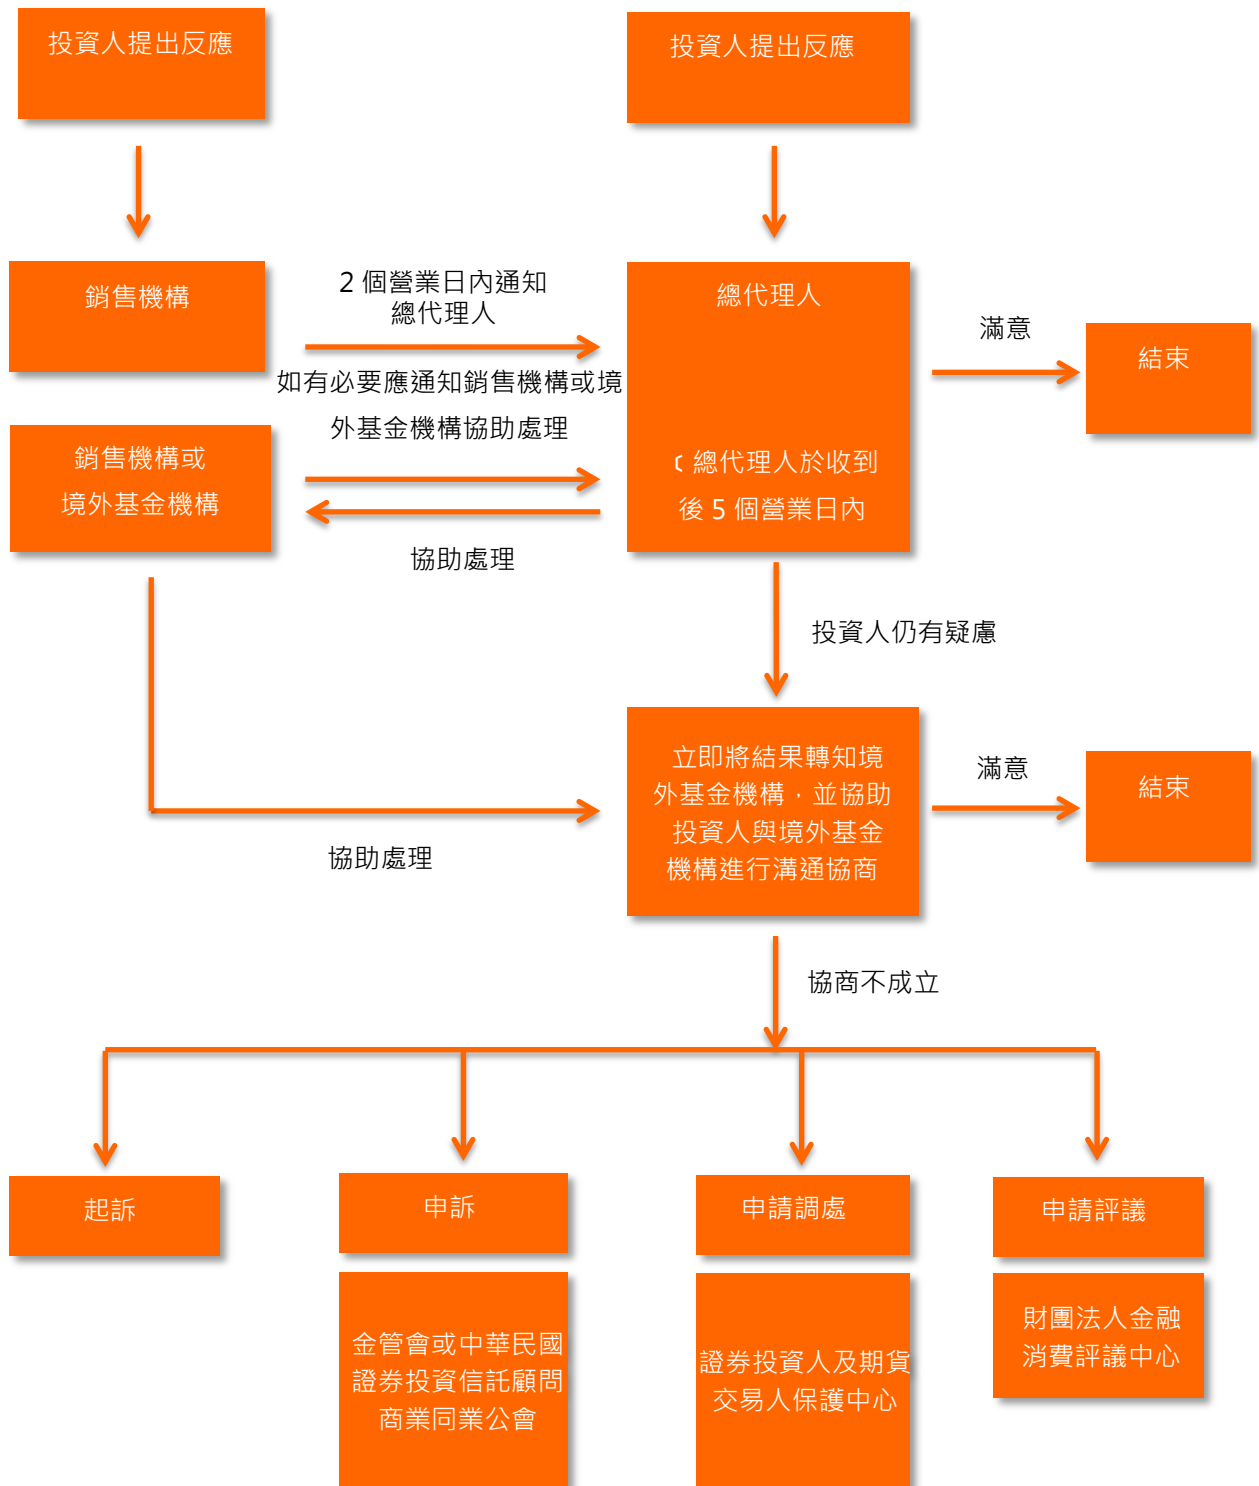 投資人提出反應
投資人提出反應
銷售機構
2 個營業日內通知
總代理人
總代理人
滿意
結束
如有必要應通知銷售機構或境
外基金機構協助處理
銷售機構或
境外基金機構
(總代理人於收到
後 5 個營業日內
協助處理
投資人仍有疑慮
立即將結果轉知境
外基金機構，並協助
投資人與境外基金
機構進行溝通協商
滿意
結束
協助處理
協商不成立
起訴
申訴
申請調處
申請評議
金管會或中華民國
證券投資信託顧問
商業同業公會
證券投資人及期貨
交易人保護中心
財團法人金融
消費評議中心